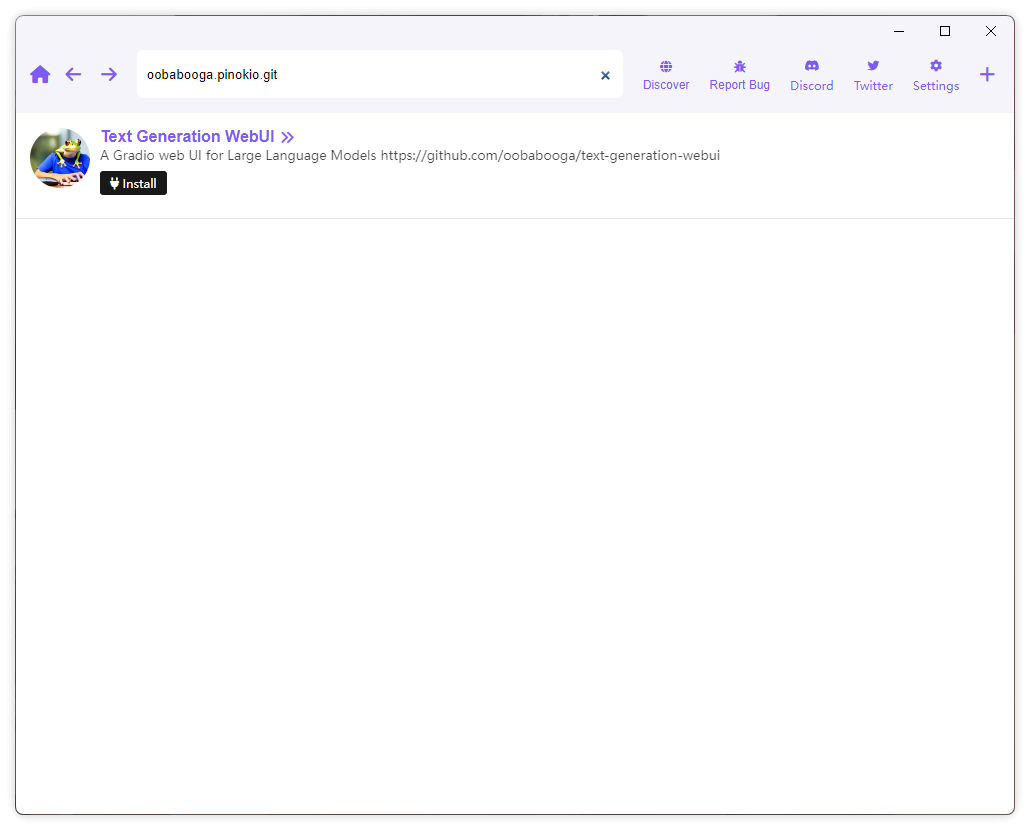 oobabooga.pinokio.git
Discover
Report Bug
Discord
Twitter
Settings
Text Generation WebUI
A Gradio web UI for Large Language Models https://github.com/oobabooga/text-generation-webui
Install